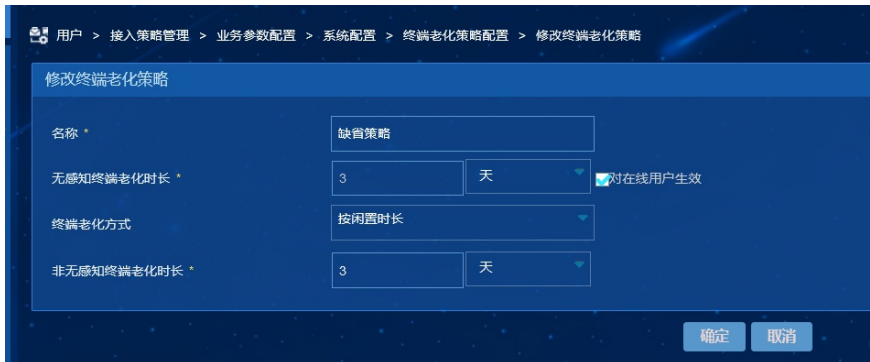 用户 > 接入策略管理 > 业务参数配置 > 系统配置 > 终端老化策略配置 > 修改终端老化策略
修改终端老化策略
名称 * 缺省策略
无感知终端老化时长 * 3 天 对在线用户生效
终端老化方式 按闲置时长
非无感知终端老化时长 * 3 天
确定 取消